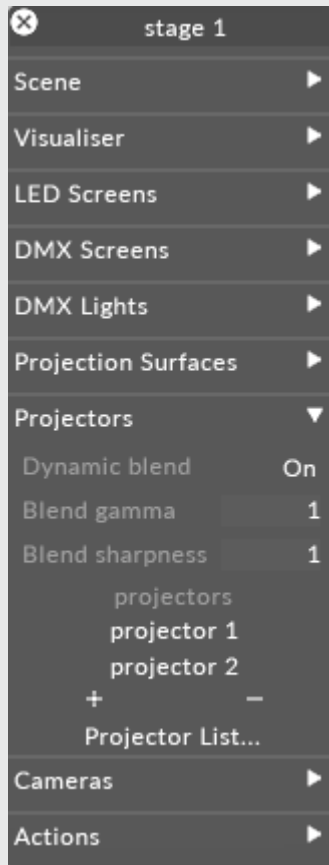 stage 1
Scene
Visualiser
LED Screens
DMX Screens
DMX Lights
Projection Surfaces
Projectors
Dynamic blend On
Blend gamma 1
Blend sharpness 1
projectors
projector 1
projector 2
+ −
Projector List...
Cameras
Actions